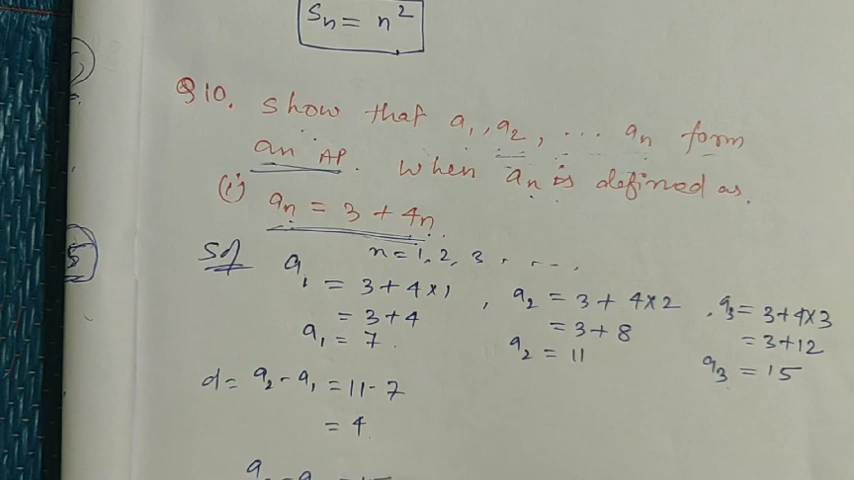 Sn = n²
Q10. show that a₁, a₂, ... an form
an AP. when an is defined as.
(i) an = 3 + 4n.
Sol n = 1, 2, 3, . - - .
a₁ = 3 + 4×1 , a₂ = 3 + 4×2 , a₃ = 3+4×3
= 3+4 = 3+8 = 3+12
a₁ = 7. a₂ = 11 a₃ = 15
d = a₂ - a₁ = 11-7
= 4